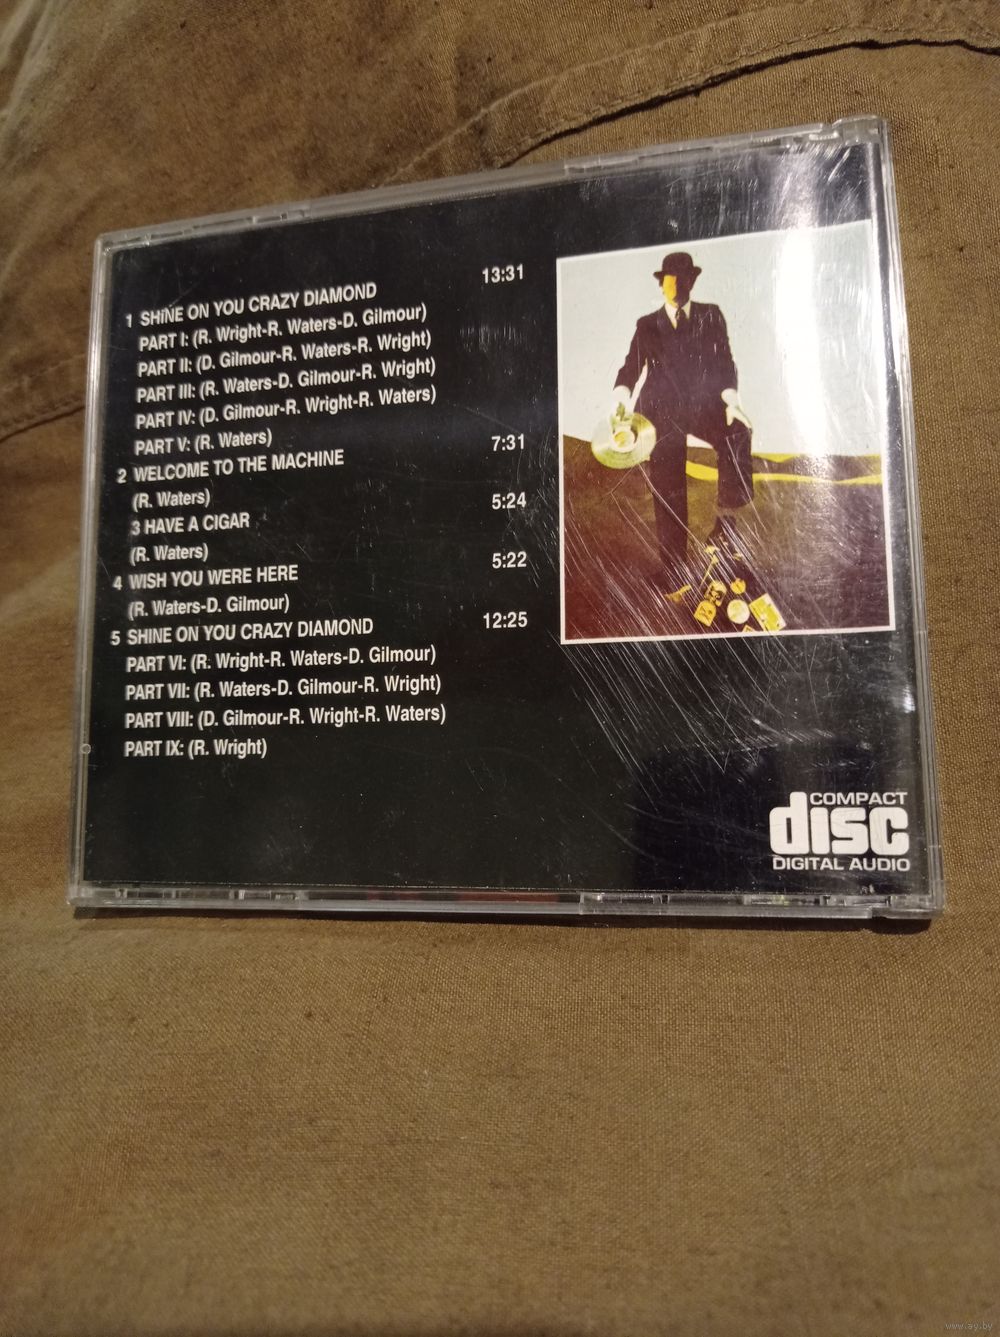 1 SHINE ON YOU CRAZY DIAMOND 13:31
PART I: (R. Wright-R. Waters-D. Gilmour)
PART II: (D. Gilmour-R. Waters-R. Wright)
PART III: (R. Waters-D. Gilmour-R. Wright)
PART IV: (D. Gilmour-R. Wright-R. Waters)
PART V: (R. Waters)
2 WELCOME TO THE MACHINE 7:31
(R. Waters)
3 HAVE A CIGAR 5:24
(R. Waters)
4 WISH YOU WERE HERE 5:22
(R. Waters-D. Gilmour)
5 SHINE ON YOU CRAZY DIAMOND 12:25
PART VI: (R. Wright-R. Waters-D. Gilmour)
PART VII: (R. Waters-D. Gilmour-R. Wright)
PART VIII: (D. Gilmour-R. Wright-R. Waters)
PART IX: (R. Wright)
COMPACT
disc
DIGITAL AUDIO
www.ay.by